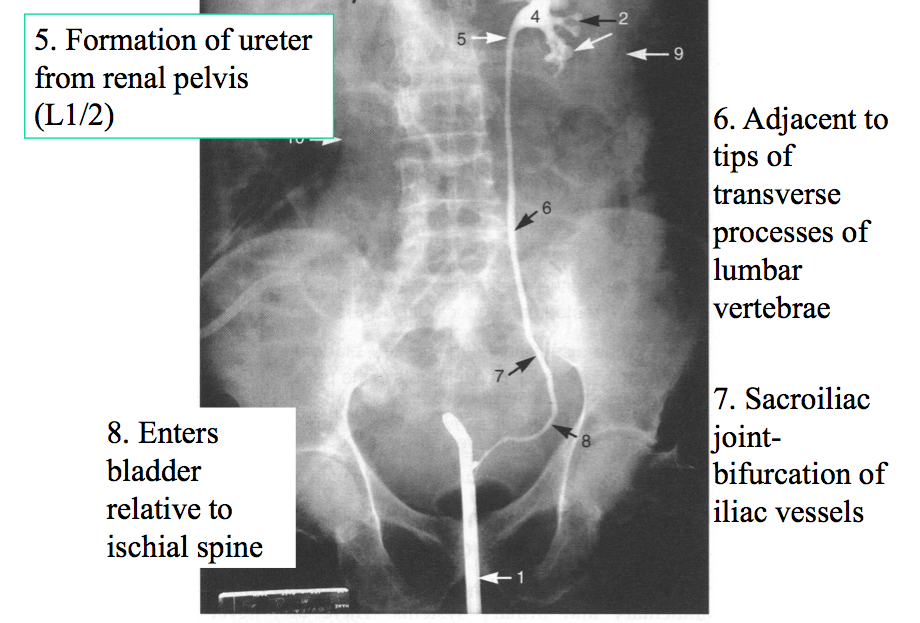 5. Formation of ureter
from renal pelvis
(L1/2)
4
2
5
9
10
6. Adjacent to
tips of
transverse
processes of
lumbar
vertebrae
6
7
7. Sacroiliac
joint-
bifurcation of
iliac vessels
8. Enters
bladder
relative to
ischial spine
8
1